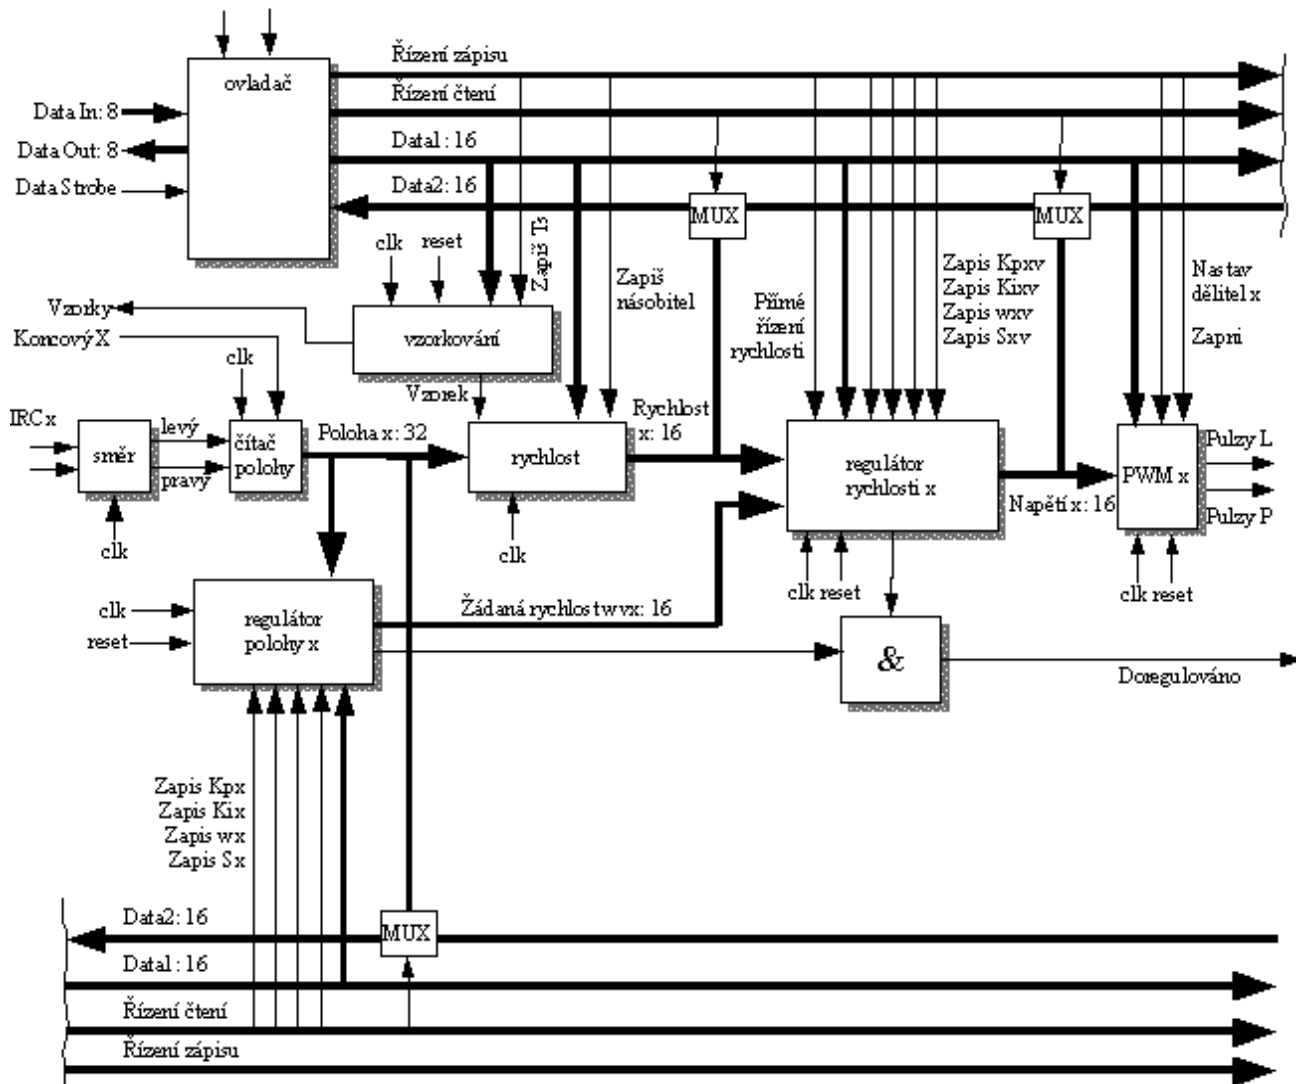 Řízení zápisu
ovladač
Řízení čtení
Data In: 8
Data1: 16
Data Out: 8
Data2: 16
Data Strobe
MUX
MUX
clk
reset
Zapiš Ts
Zapiš
násobitel
Přímé
řízení
rychlosti
Zapis Kpxv
Zapis Kixv
Zapis wxv
Zapis Sxv
Nastav
dělitel x
Zapni
Vzorky
vzorkování
Koncový X
clk
Vzorek
IRC x
levý
směr
pravý
čítač
polohy
Poloha x: 32
rychlost
Rychlost
x: 16
regulátor
rychlosti x
Napětí x: 16
PWM x
Pulzy L
Pulzy P
clk
clk
clk reset
clk reset
clk
reset
regulátor
polohy x
Žádaná rychlost wvx: 16
&
Doregulováno
Zapis Kpx
Zapis Kix
Zapis wx
Zapis Sx
Data2: 16
MUX
Data1: 16
Řízení čtení
Řízení zápisu